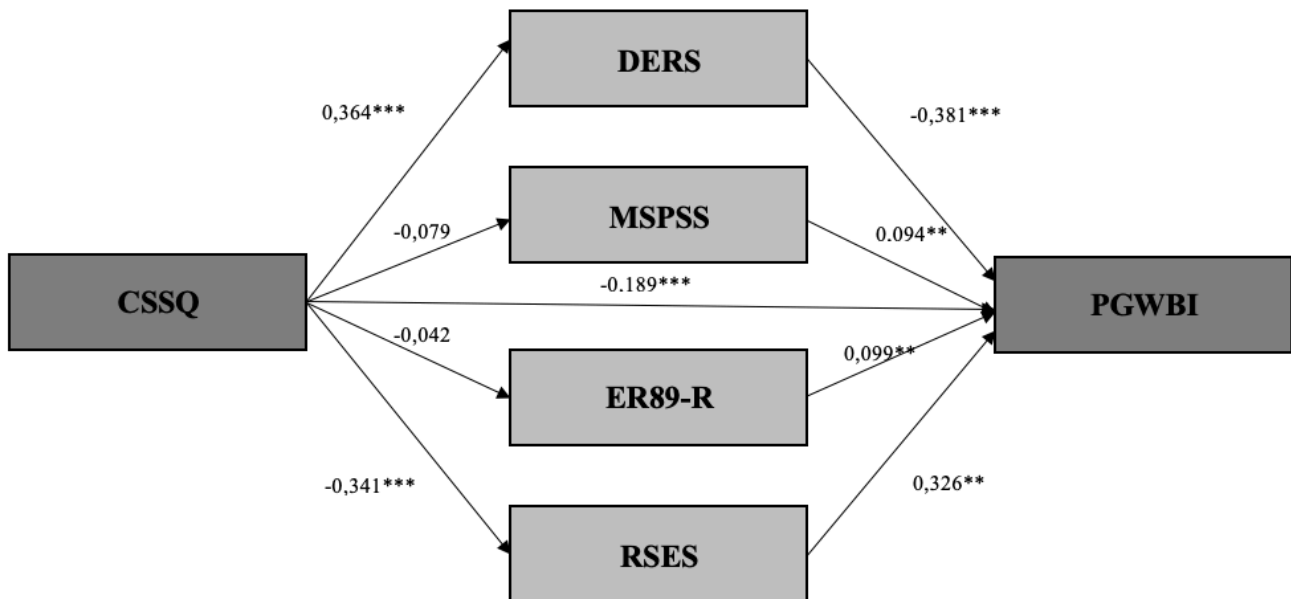 DERS
0,364***
-0,381***
MSPSS
-0,079
0.094**
-0.189***
CSSQ
PGWBI
-0,042
0,099**
ER89-R
-0,341***
0,326**
RSES